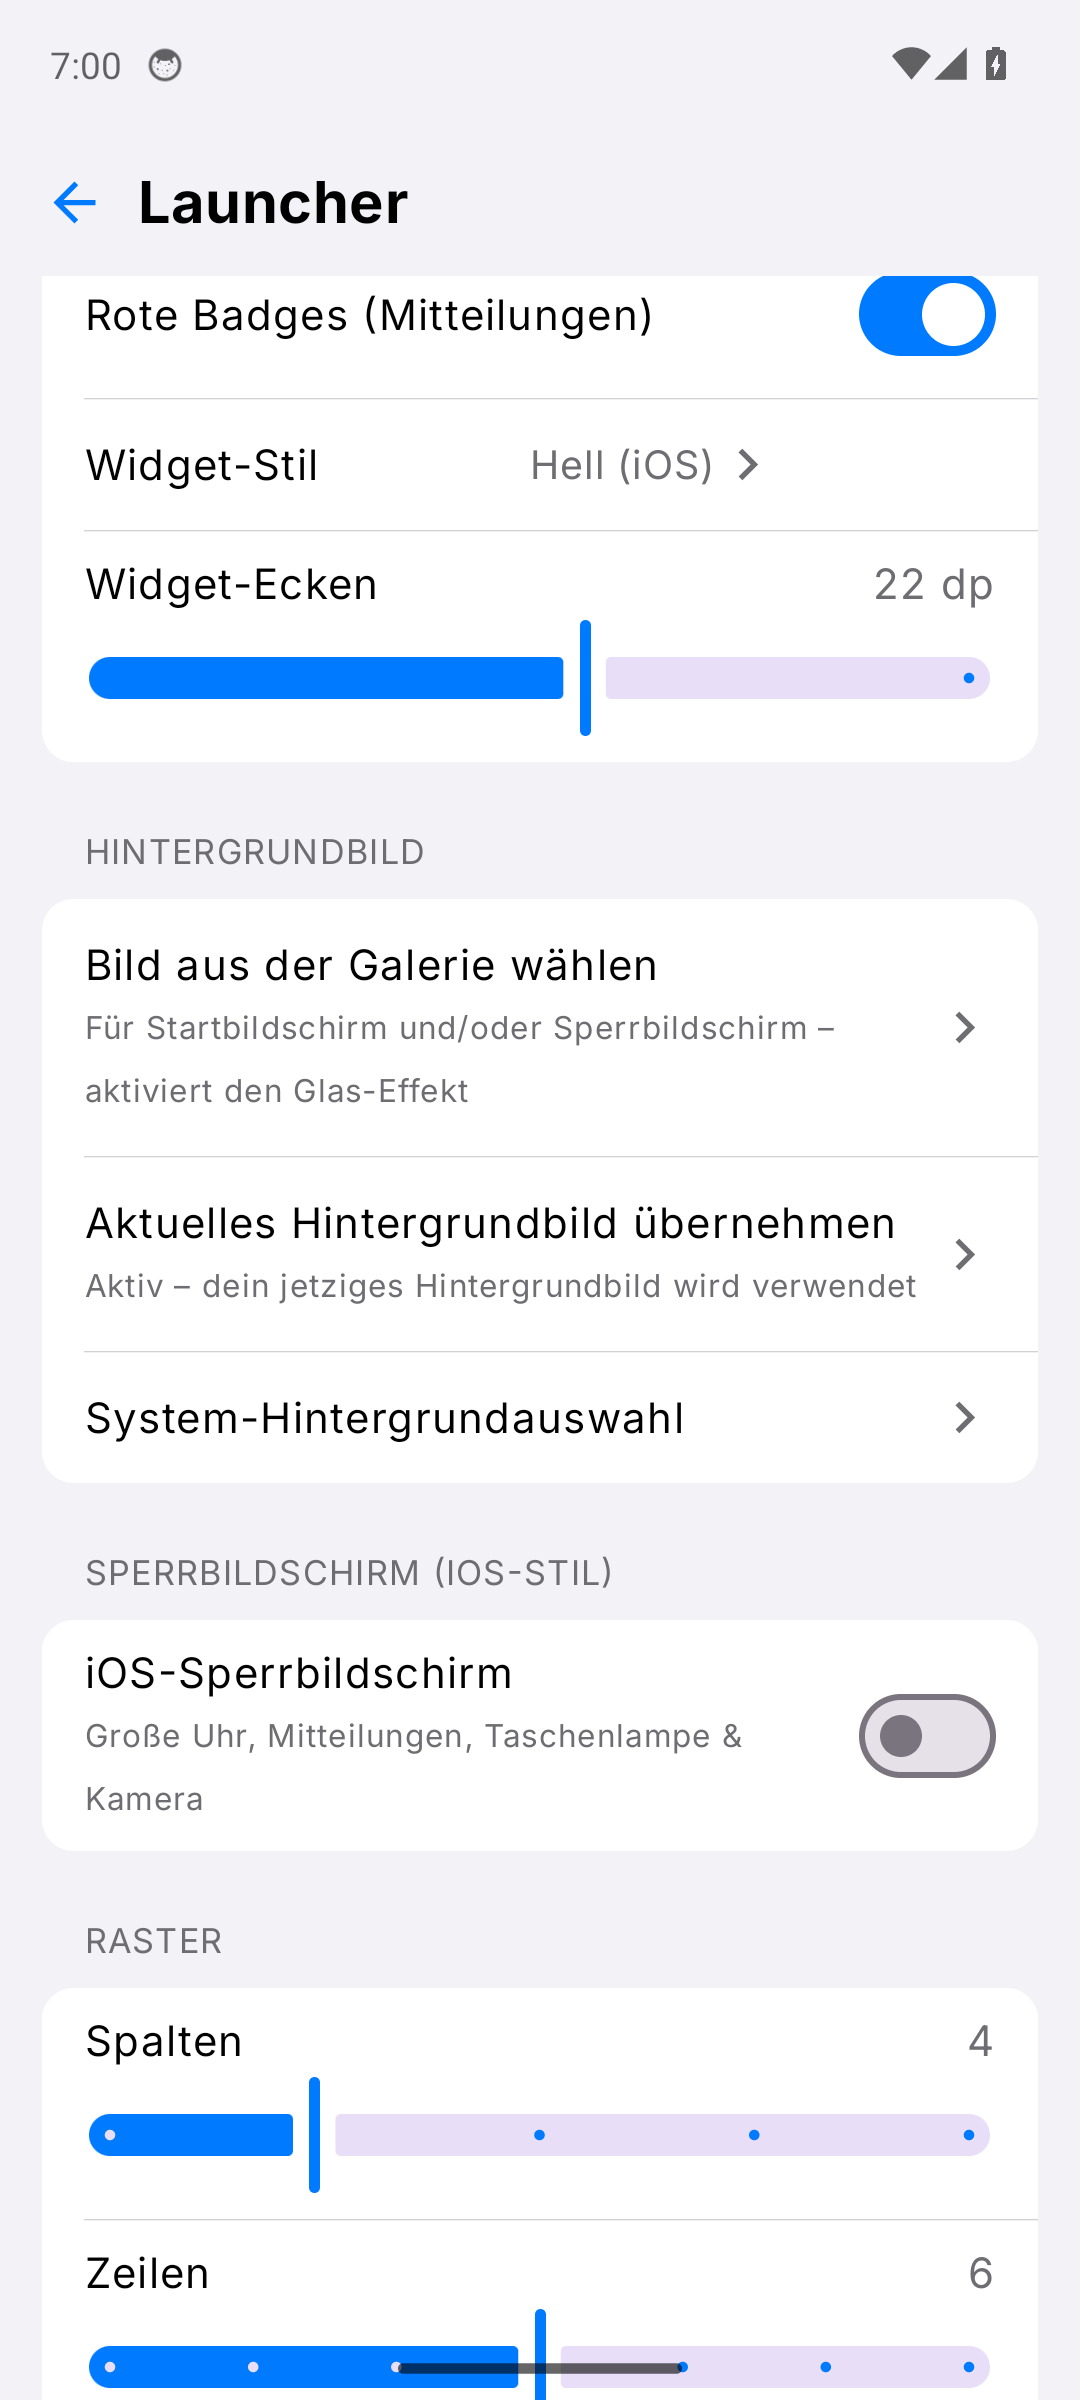 7:00
Launcher
Rote Badges (Mitteilungen)
Widget-Stil Hell (iOS)
Widget-Ecken 22 dp
HINTERGRUNDBILD
Bild aus der Galerie wählen
Für Startbildschirm und/oder Sperrbildschirm –
aktiviert den Glas-Effekt
Aktuelles Hintergrundbild übernehmen
Aktiv – dein jetziges Hintergrundbild wird verwendet
System-Hintergrundauswahl
SPERRBILDSCHIRM (IOS-STIL)
iOS-Sperrbildschirm
Große Uhr, Mitteilungen, Taschenlampe &
Kamera
RASTER
Spalten 4
Zeilen 6